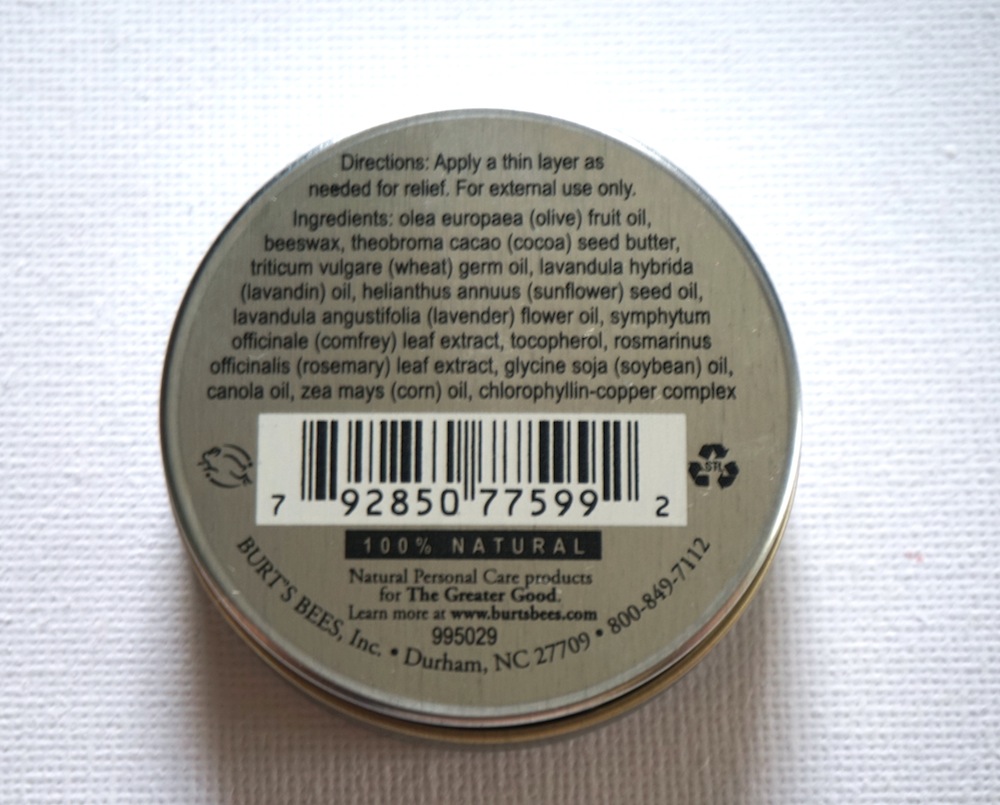 Directions: Apply a thin layer as
needed for relief. For external use only.
Ingredients: olea europaea (olive) fruit oil,
beeswax, theobroma cacao (cocoa) seed butter,
triticum vulgare (wheat) germ oil, lavandula hybrida
(lavandin) oil, helianthus annuus (sunflower) seed oil,
lavandula angustifolia (lavender) flower oil, symphytum
officinale (comfrey) leaf extract, tocopherol, rosmarinus
officinalis (rosemary) leaf extract, glycine soja (soybean) oil,
canola oil, zea mays (corn) oil, chlorophyllin-copper complex
STL
7 92850 77599 2
100% NATURAL
Natural Personal Care products
for The Greater Good.
Learn more at www.burtsbees.com
995029
BURT'S BEES, Inc. • Durham, NC 27709 • 800-849-7112